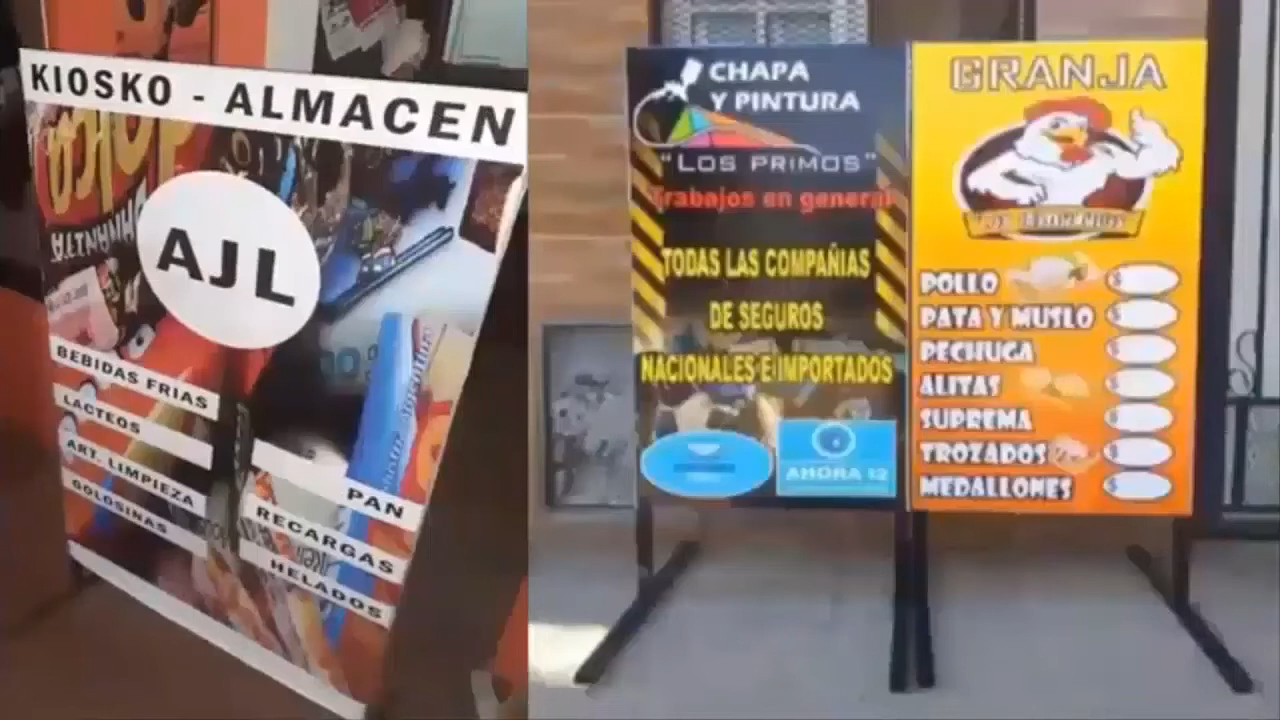 KIOSKO - ALMACEN
AJL
BEBIDAS FRIAS
LACTEOS
ART. LIMPIEZA
GOLOSINAS
PAN
RECARGAS
HELADOS
CHAPA
Y PINTURA
"LOS PRIMOS"
Trabajos en general
TODAS LAS COMPAÑIAS
DE SEGUROS
NACIONALES E IMPORTADOS
AHORA 12
GRANJA
POLLO $
PATA Y MUSLO $
PECHUGA $
ALITAS $
SUPREMA $
TROZADOS $
MEDALLONES $